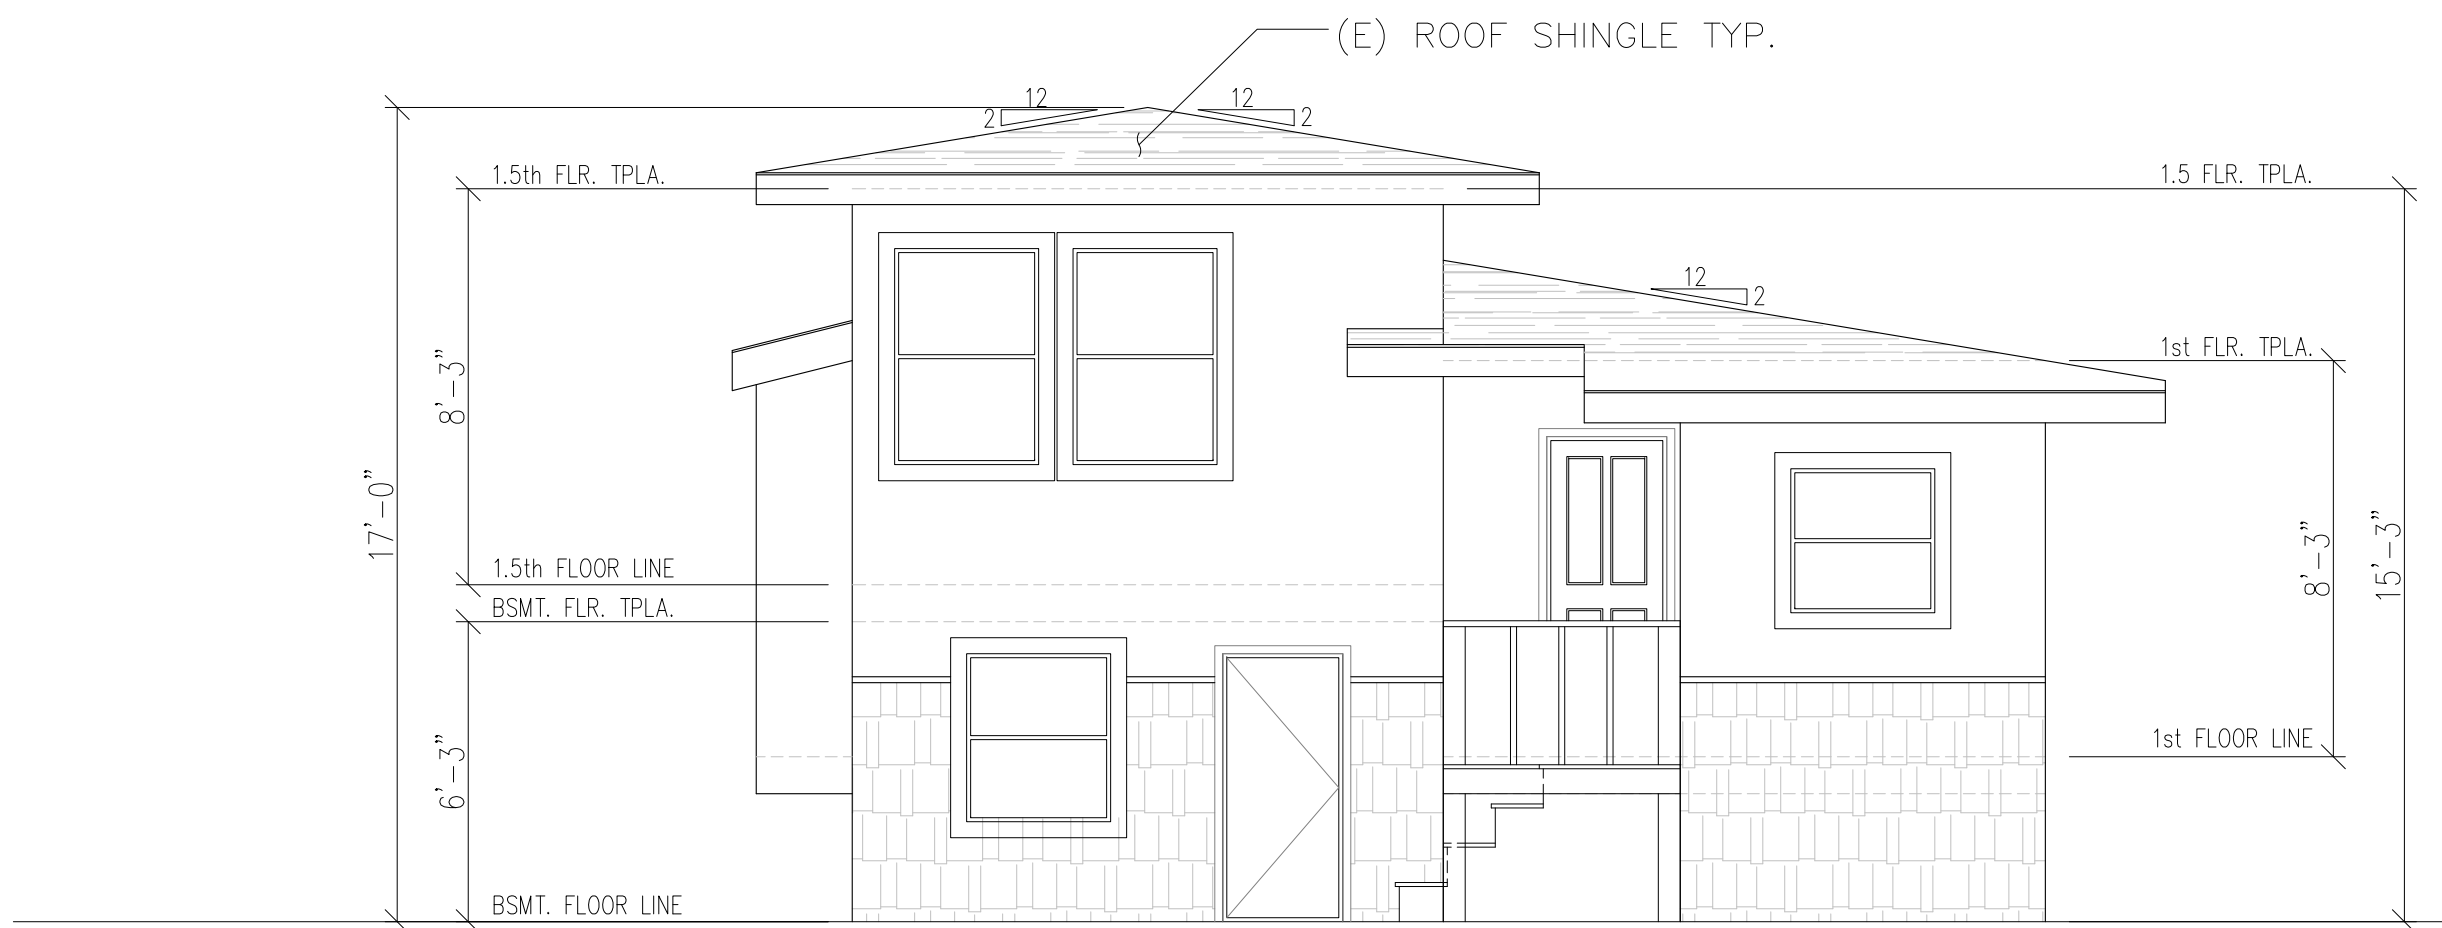 (E) ROOF SHINGLE TYP.
12
2
12
2
1.5th FLR. TPLA.
1.5 FLR. TPLA.
12
2
1st FLR. TPLA.
8'-3"
17'-0"
8'-3"
15'-3"
1.5th FLOOR LINE
BSMT. FLR. TPLA.
1st FLOOR LINE
6'-3"
BSMT. FLOOR LINE